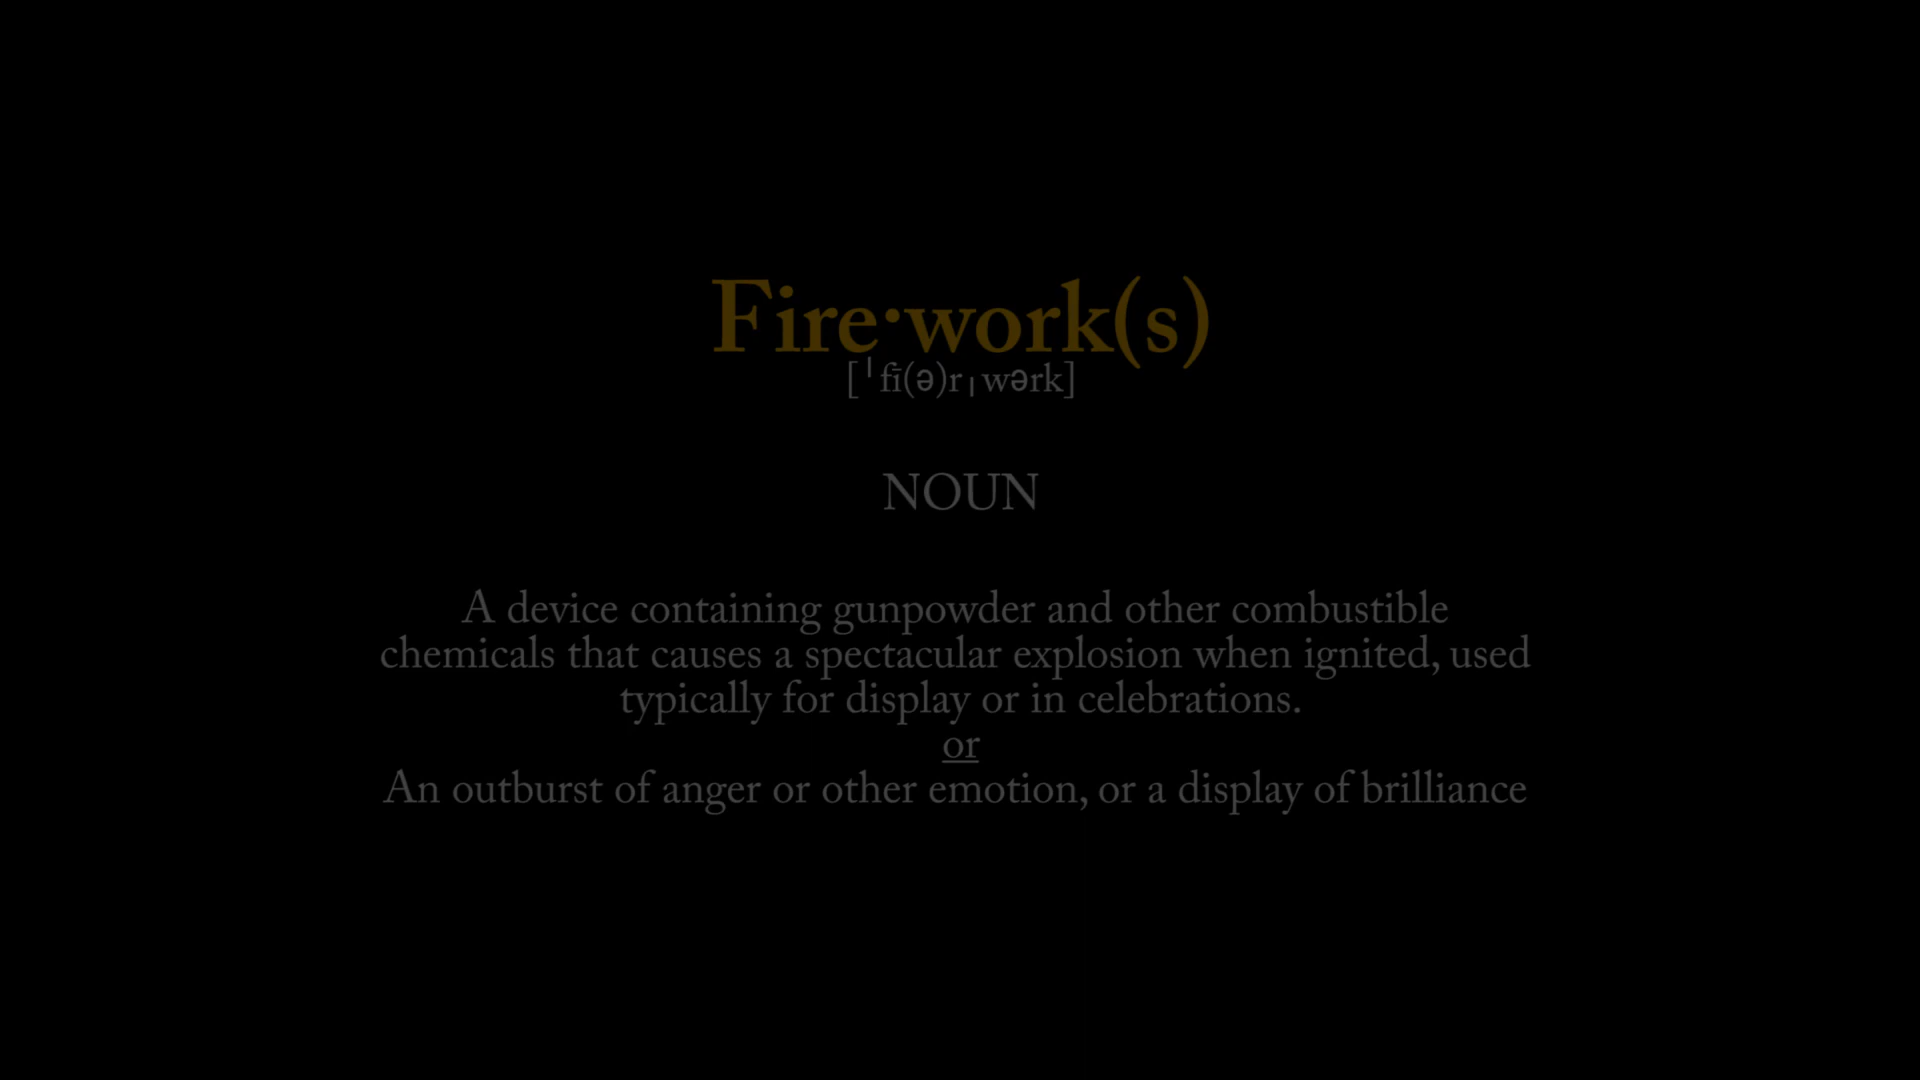 Fire·work(s)
[ˈfī(ə)rˌwərk]
NOUN
A device containing gunpowder and other combustible
chemicals that causes a spectacular explosion when ignited, used
typically for display or in celebrations.
or
An outburst of anger or other emotion, or a display of brilliance